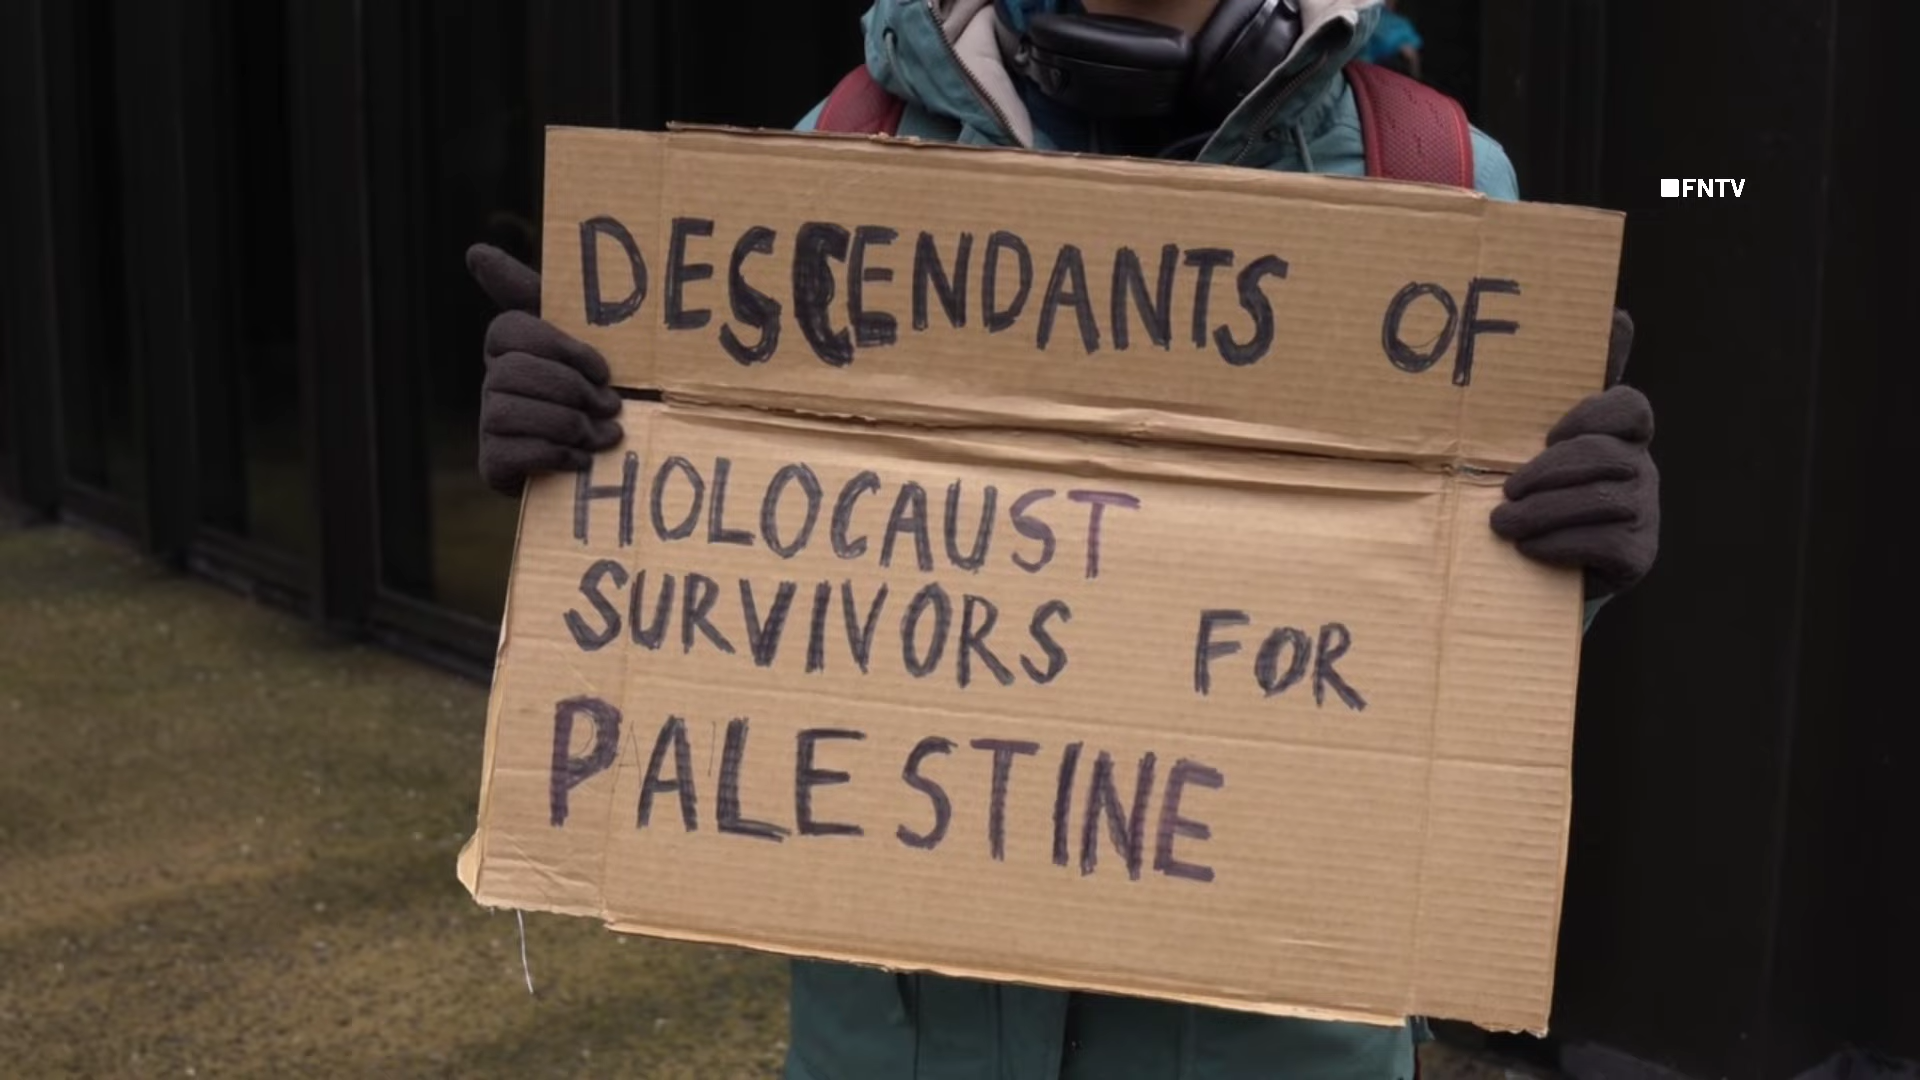 FNTV
DESCENDANTS OF
HOLOCAUST
SURVIVORS FOR
PALESTINE